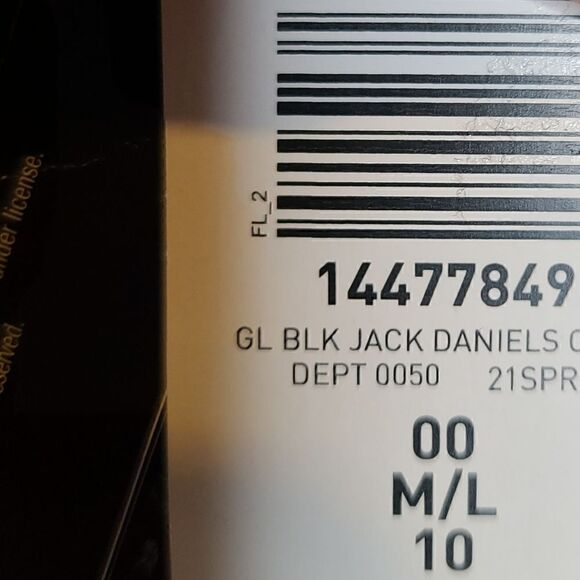 under license.
FL_2
14477849
GL BLK JACK DANIELS
DEPT 0050 21SPR
00
M/L
10